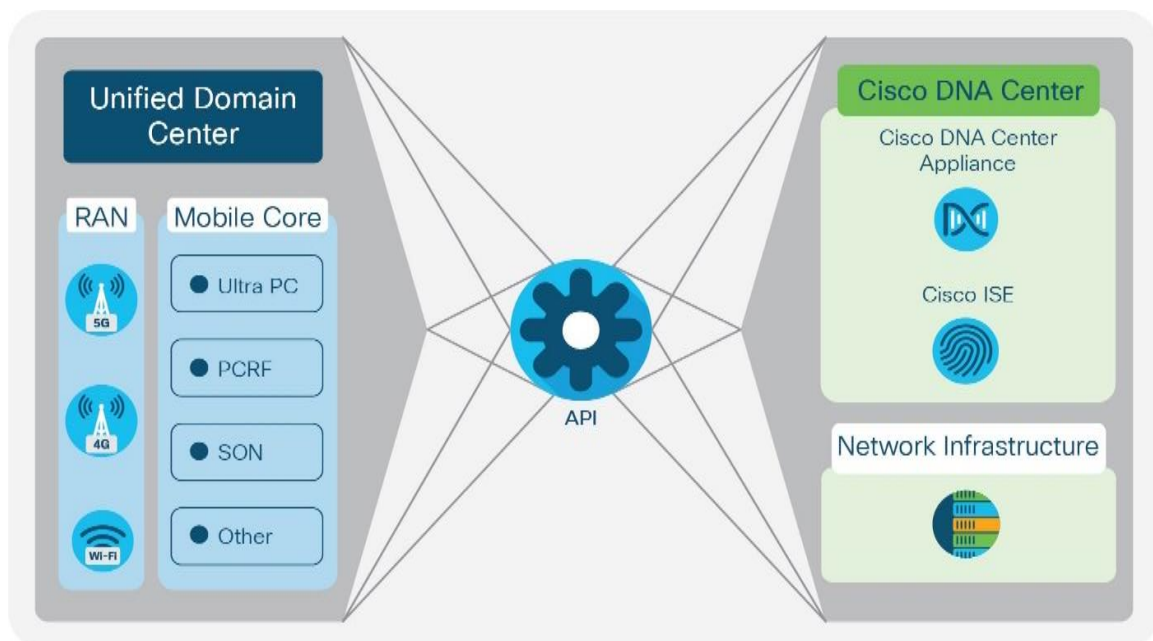 Unified Domain
Center
RAN
5G
4G
WI-FI
Mobile Core
Ultra PC
PCRF
SON
Other
API
Cisco DNA Center
Cisco DNA Center
Appliance
Cisco ISE
Network Infrastructure